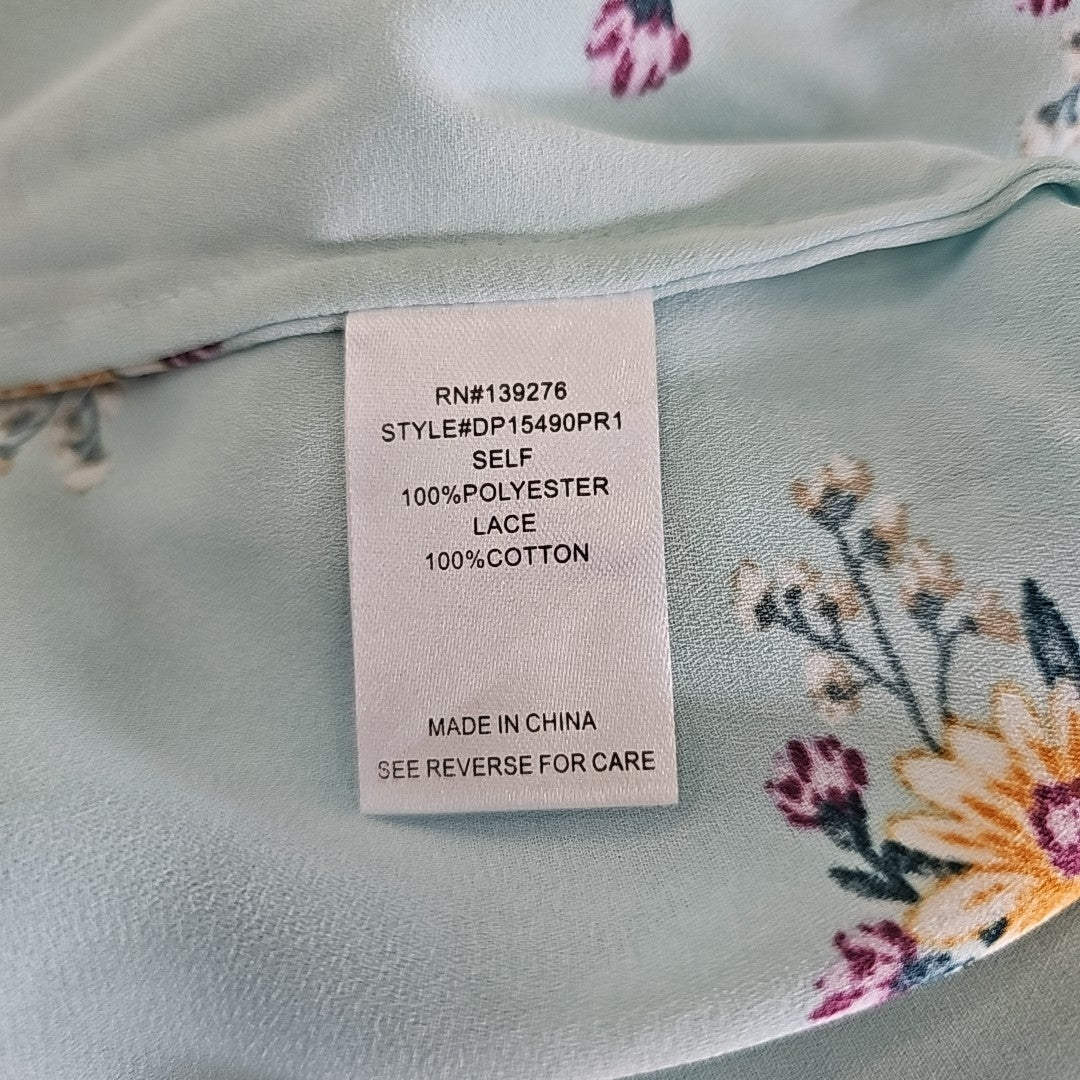 RN#139276
STYLE#DP15490PR1
SELF
100%POLYESTER
LACE
100%COTTON
MADE IN CHINA
SEE REVERSE FOR CARE